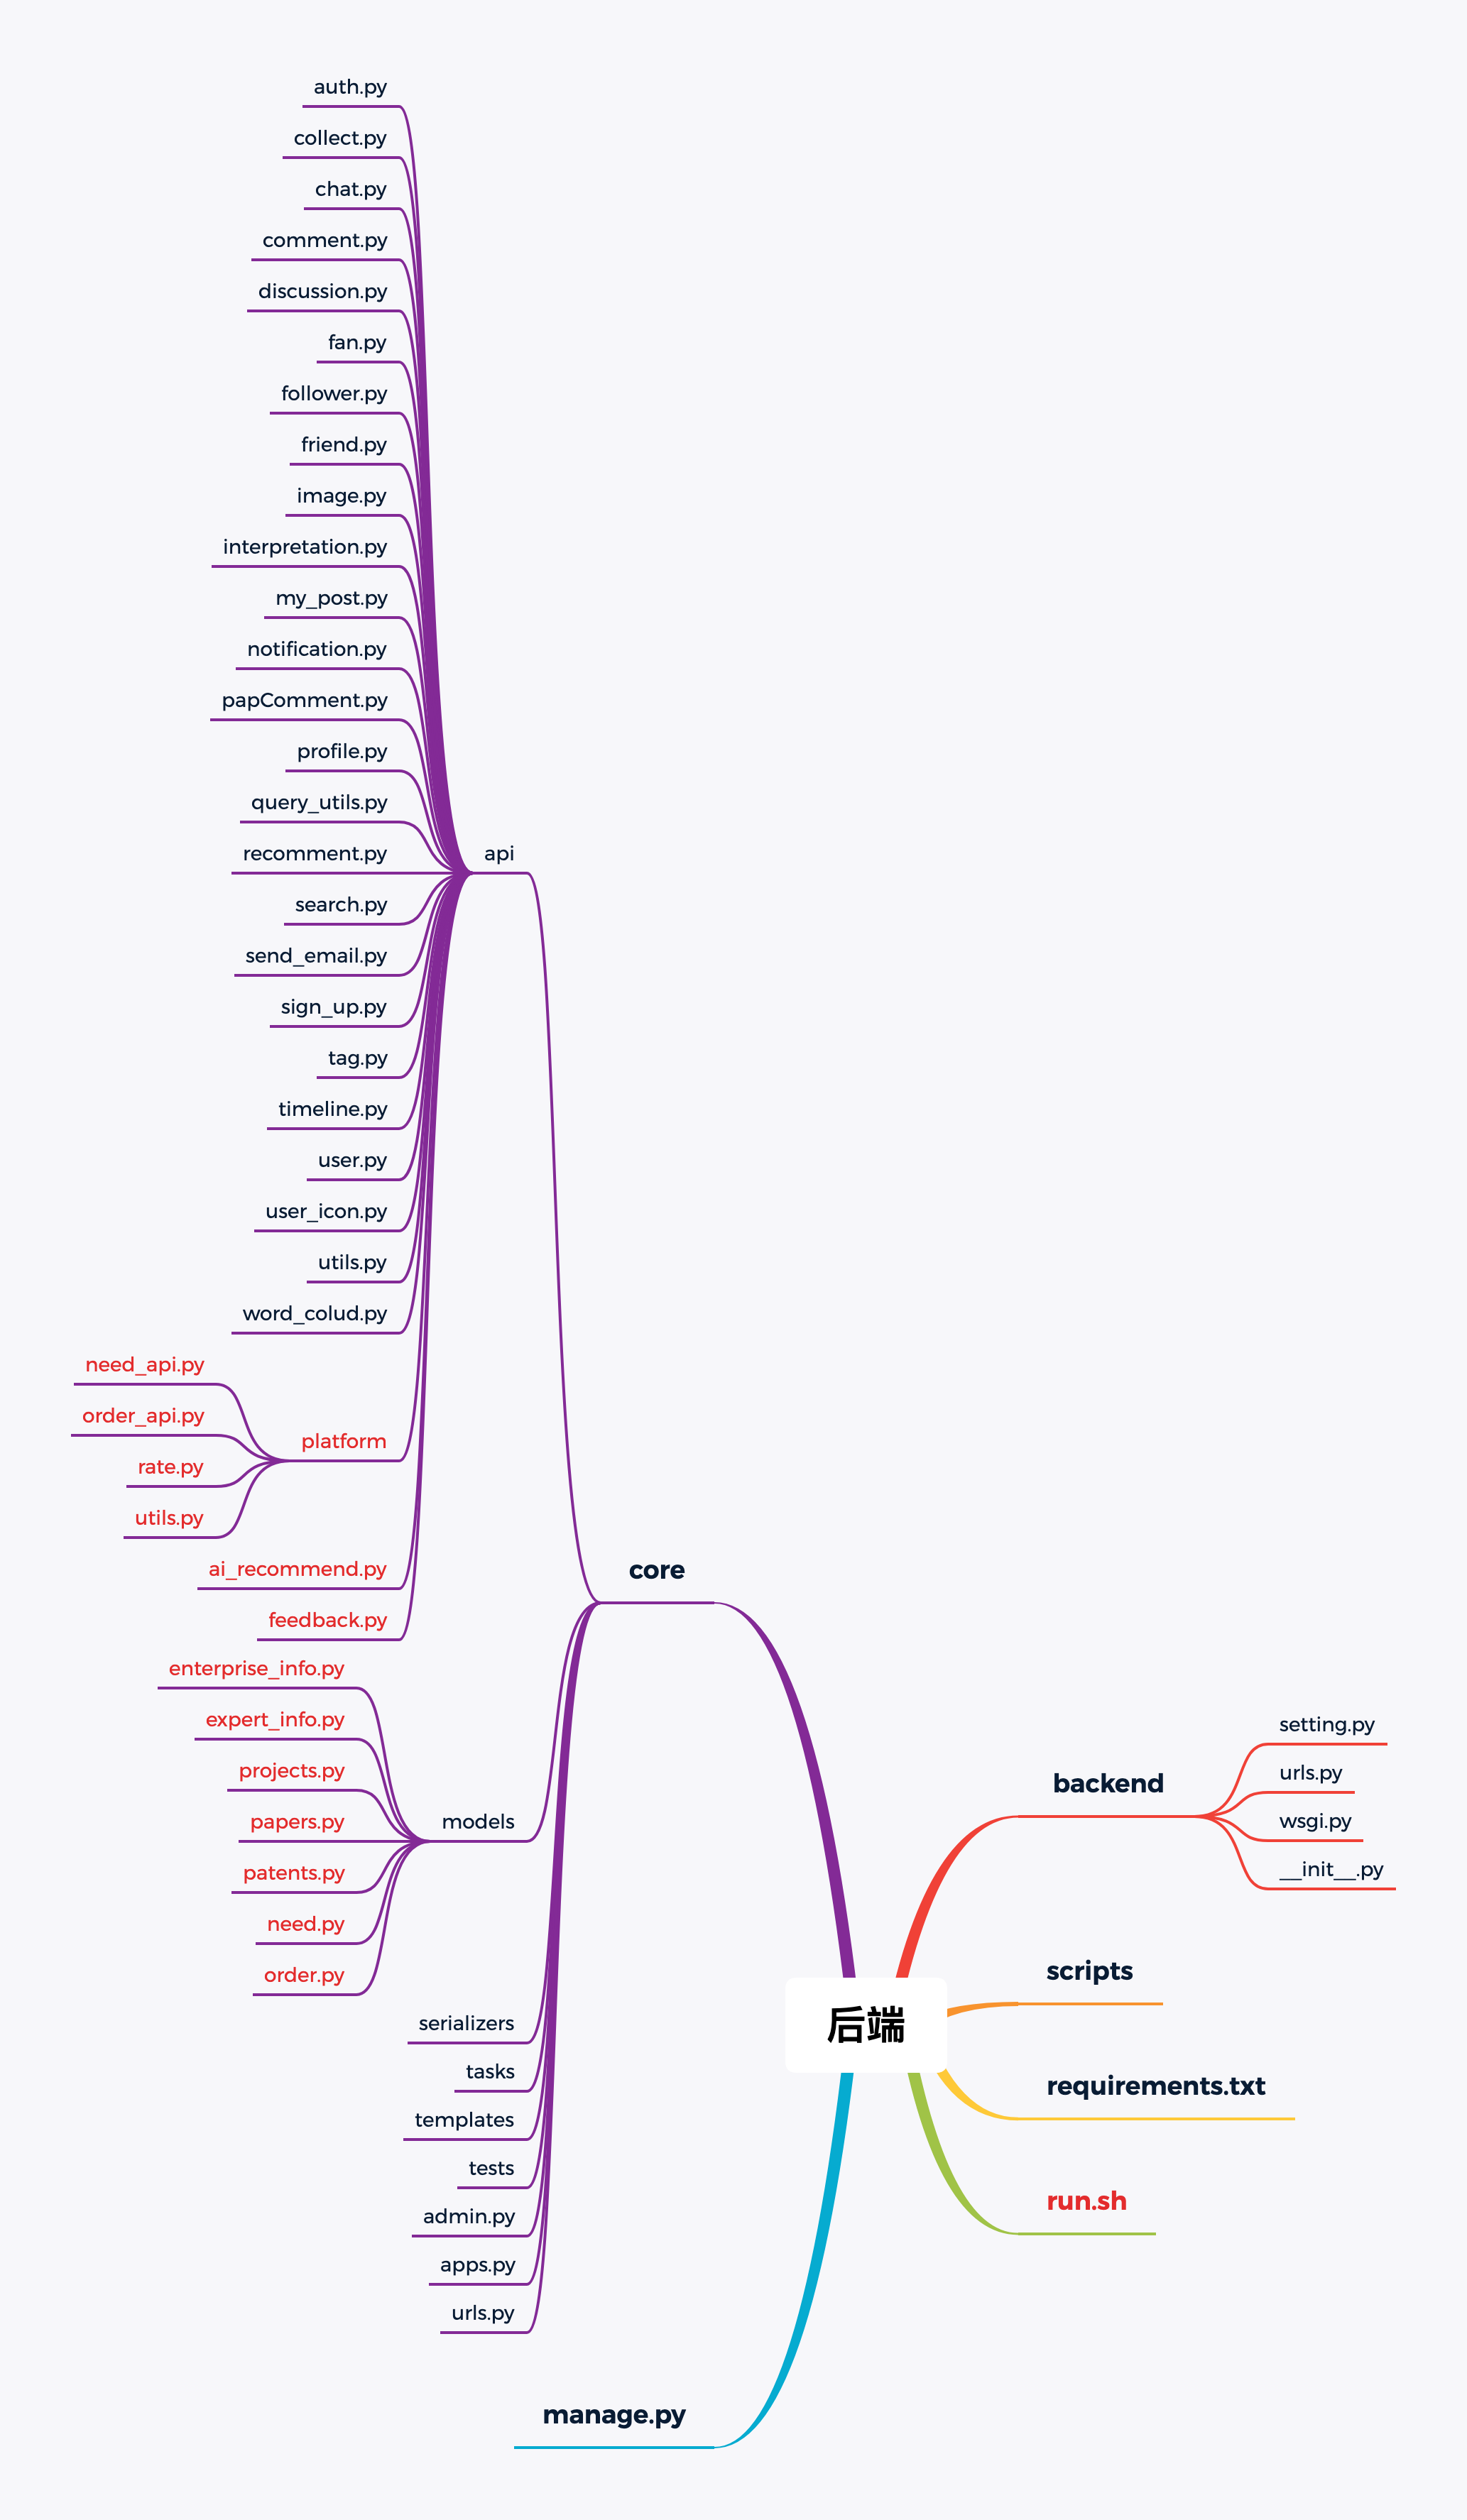 auth.py
collect.py
chat.py
comment.py
discussion.py
fan.py
follower.py
friend.py
image.py
interpretation.py
my_post.py
notification.py
papComment.py
profile.py
query_utils.py
recomment.py
search.py
send_email.py
sign_up.py
tag.py
timeline.py
user.py
user_icon.py
utils.py
word_colud.py
need_api.py
order_api.py
rate.py
utils.py
platform
ai_recommend.py
feedback.py
api
enterprise_info.py
expert_info.py
projects.py
papers.py
patents.py
need.py
order.py
models
serializers
tasks
templates
tests
admin.py
apps.py
urls.py
core
manage.py
后端
backend
setting.py
urls.py
wsgi.py
__init__.py
scripts
requirements.txt
run.sh